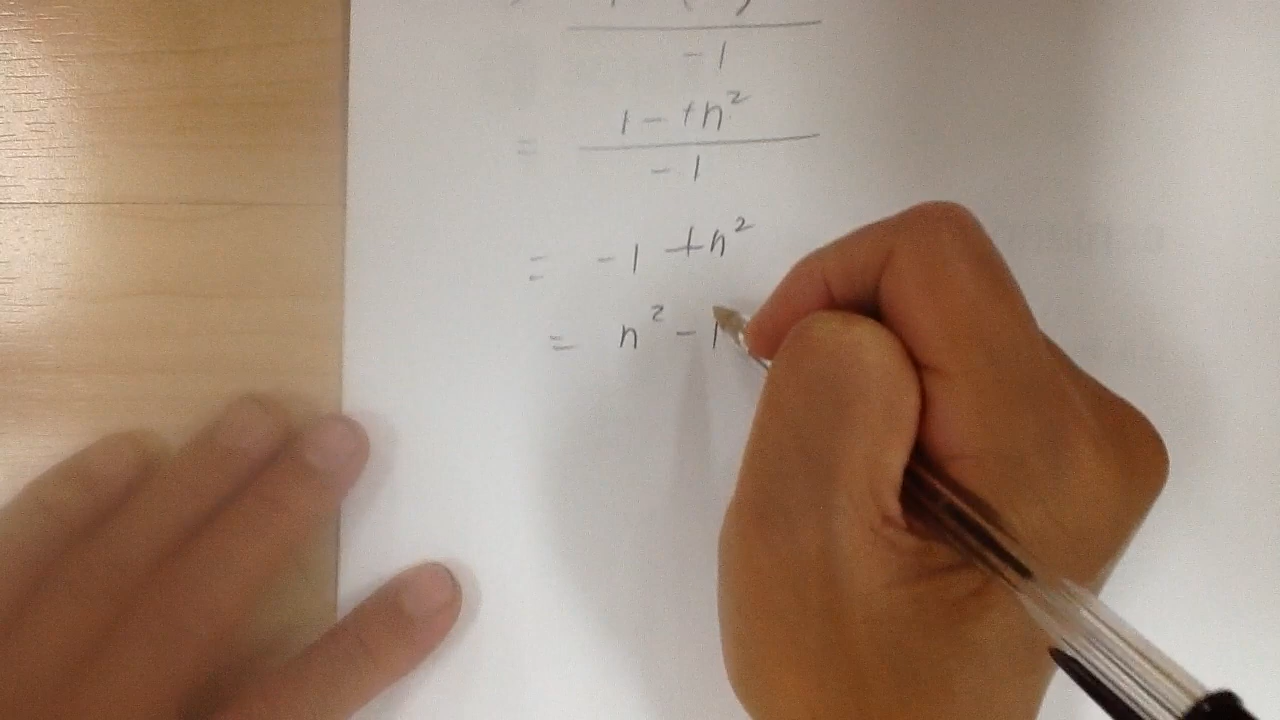 - 1
1 - + n²
=
- 1
= - 1 + n²
= n² - 1